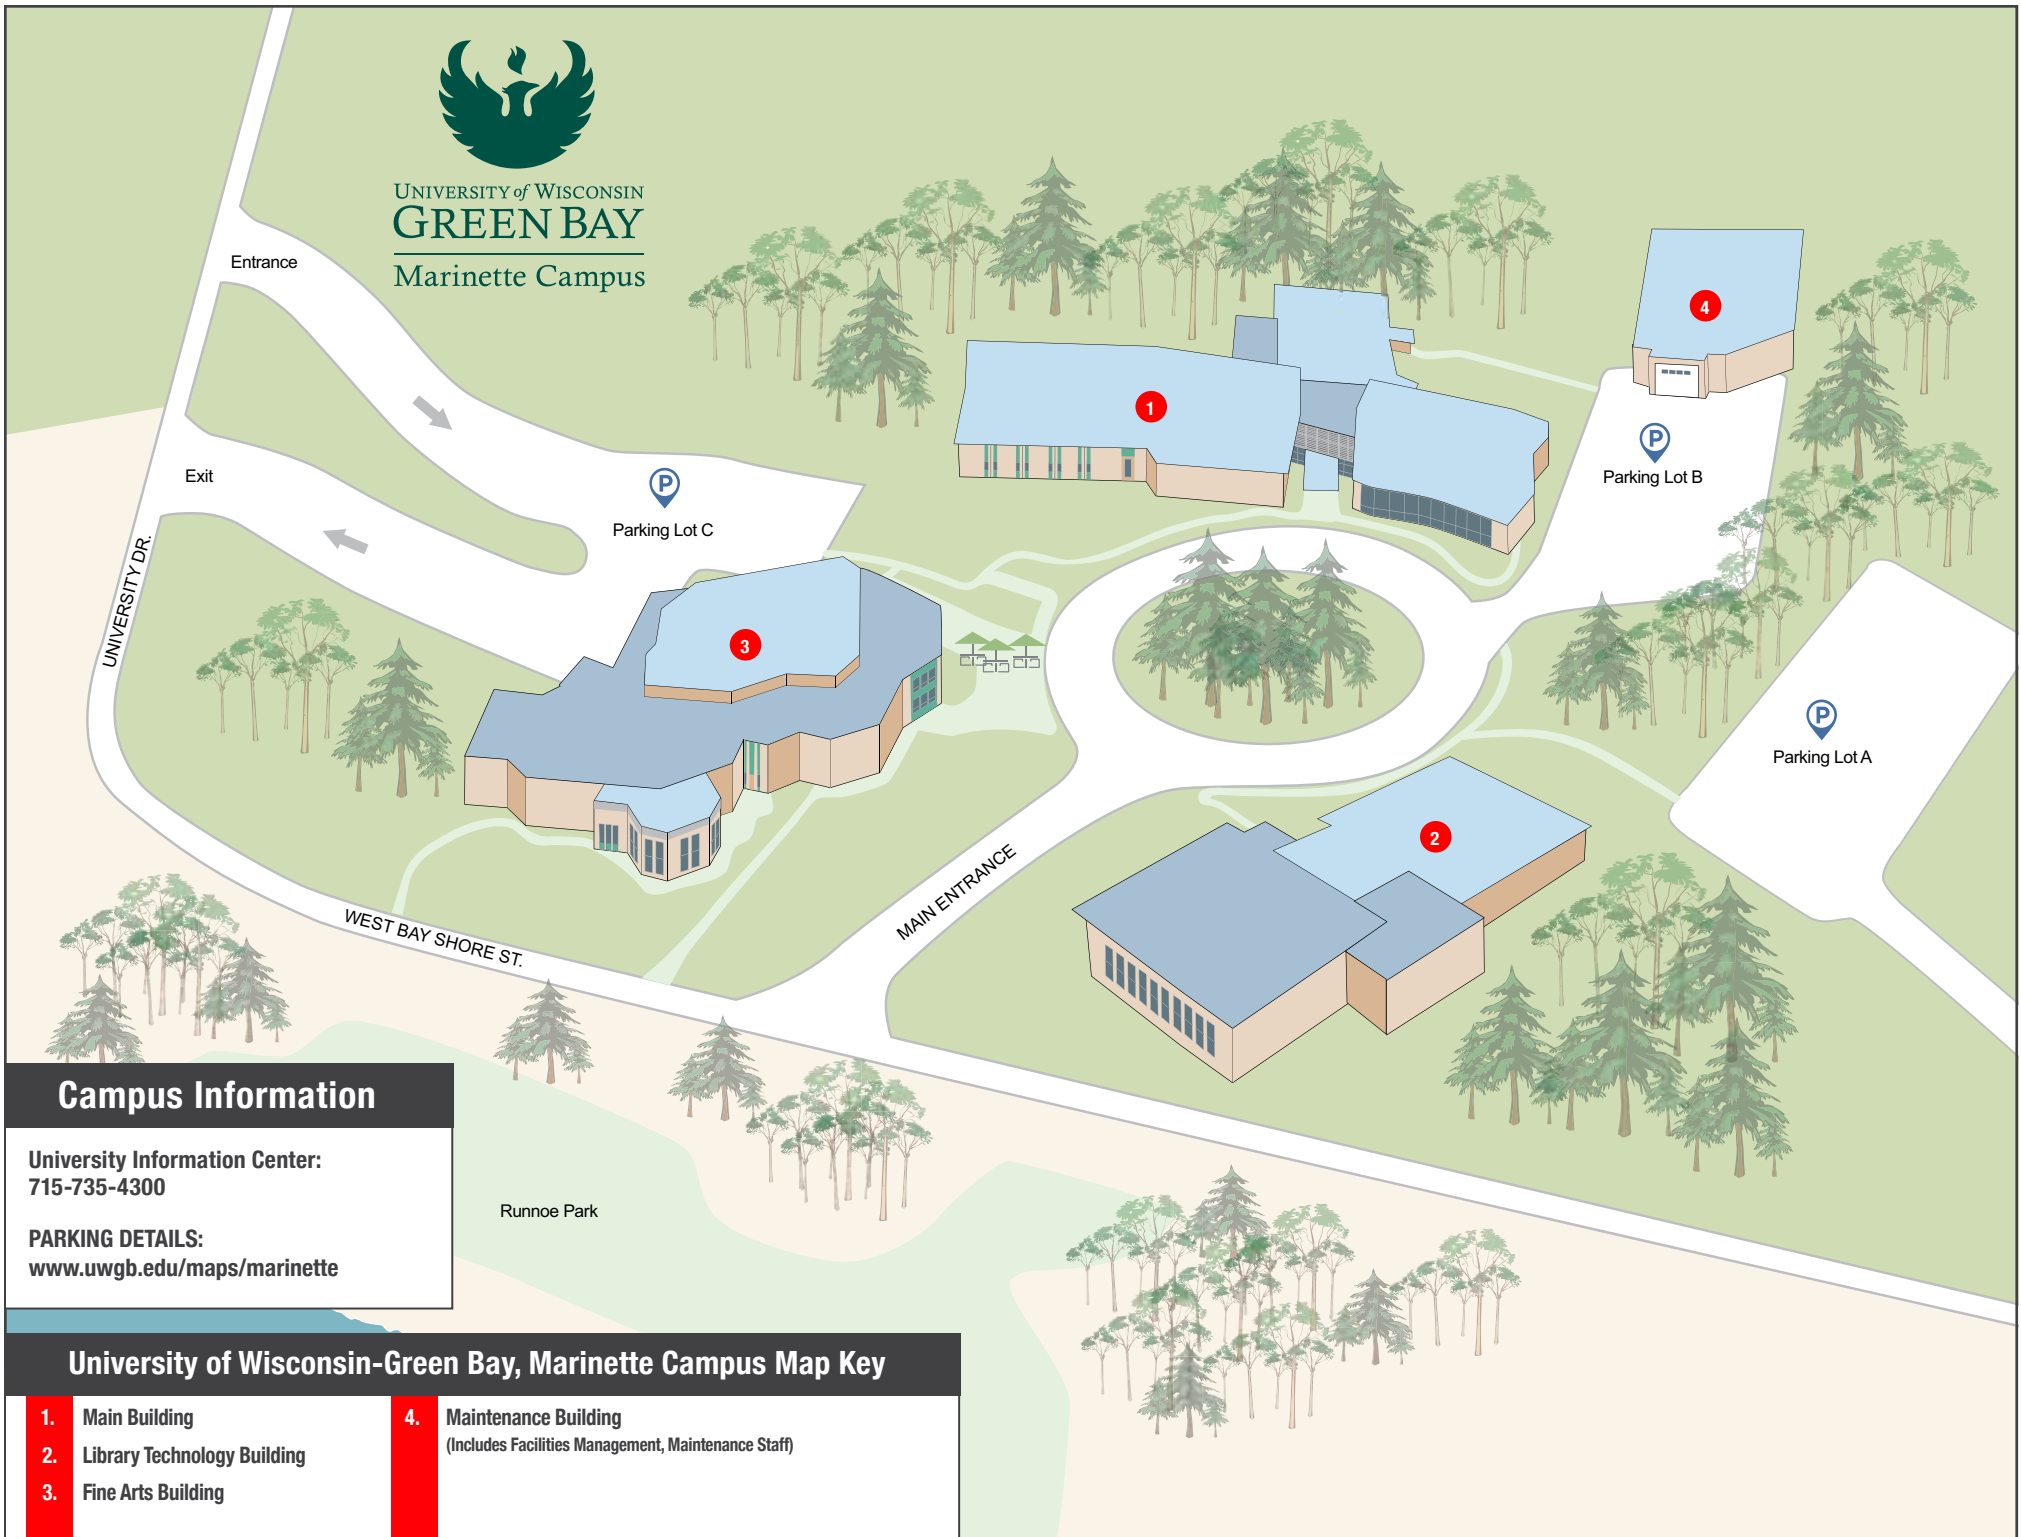 UNIVERSITY of WISCONSIN
GREEN BAY
Marinette Campus
Entrance
4
1
P
Parking Lot B
Exit
P
Parking Lot C
UNIVERSITY DR.
3
P
Parking Lot A
2
MAIN ENTRANCE
WEST BAY SHORE ST.
Campus Information
University Information Center:
715-735-4300
PARKING DETAILS:
www.uwgb.edu/maps/marinette
Runnoe Park
University of Wisconsin-Green Bay, Marinette Campus Map Key
1. Main Building
2. Library Technology Building
3. Fine Arts Building
4. Maintenance Building
(Includes Facilities Management, Maintenance Staff)